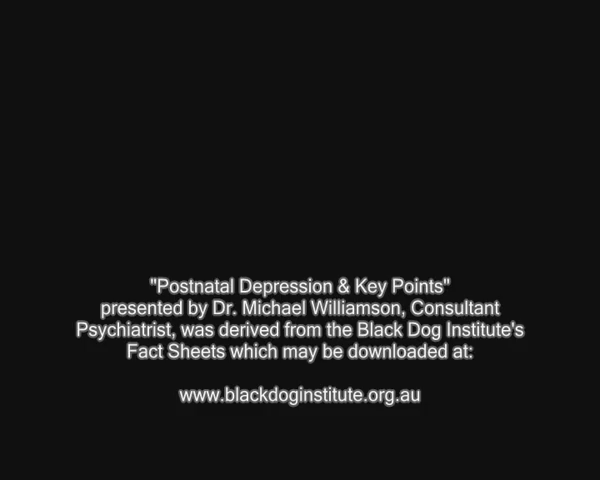 "Postnatal Depression & Key Points"
presented by Dr. Michael Williamson, Consultant
Psychiatrist, was derived from the Black Dog Institute's
Fact Sheets which may be downloaded at:
www.blackdoginstitute.org.au